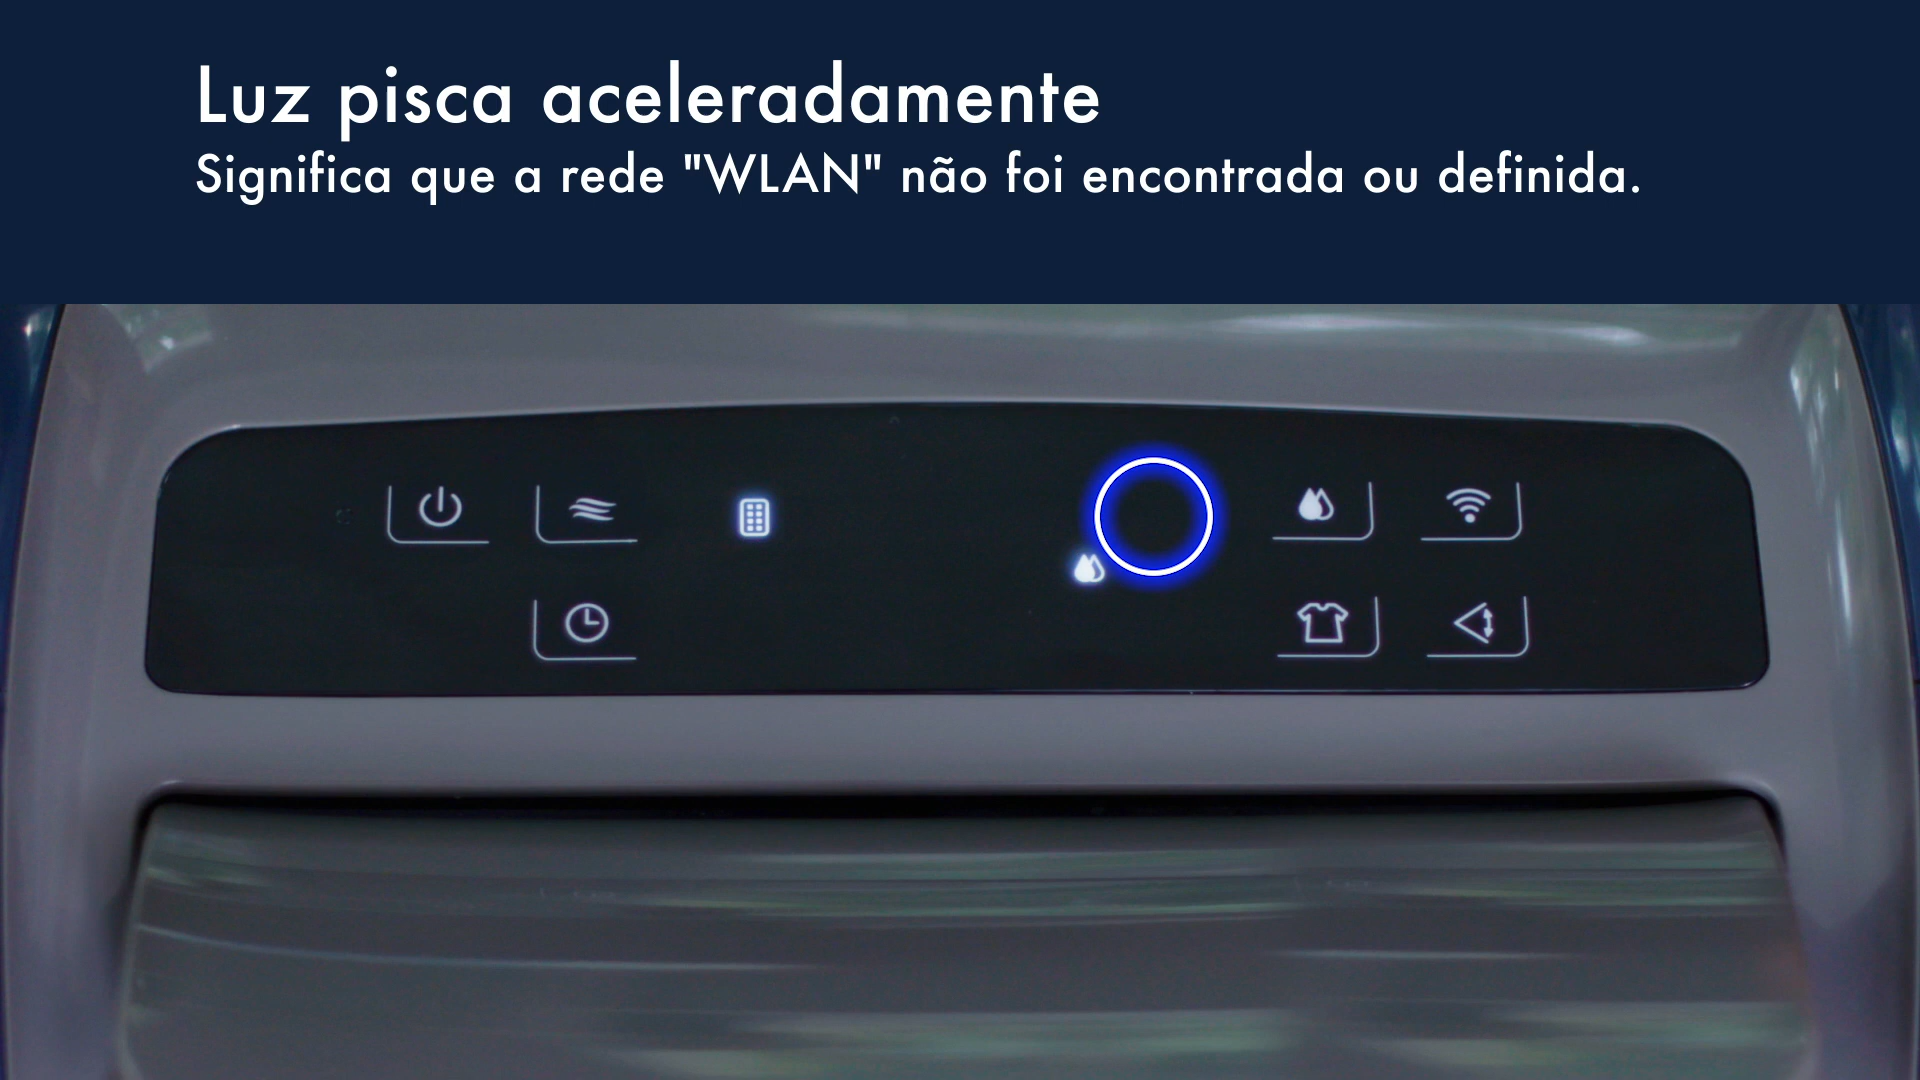 Luz pisca aceleradamente
Significa que a rede "WLAN" não foi encontrada ou definida.